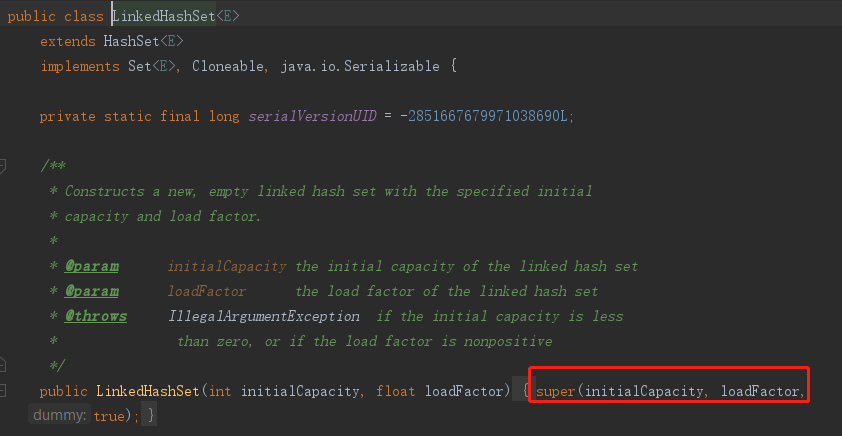 public class LinkedHashSet<E>
extends HashSet<E>
implements Set<E>, Cloneable, java.io.Serializable {
private static final long serialVersionUID = -2851667679971038690L;
/**
* Constructs a new, empty linked hash set with the specified initial
* capacity and load factor.
*
* @param initialCapacity the initial capacity of the linked hash set
* @param loadFactor the load factor of the linked hash set
* @throws IllegalArgumentException if the initial capacity is less
* than zero, or if the load factor is nonpositive
*/
public LinkedHashSet(int initialCapacity, float loadFactor) { super(initialCapacity, loadFactor,
dummy: true); }